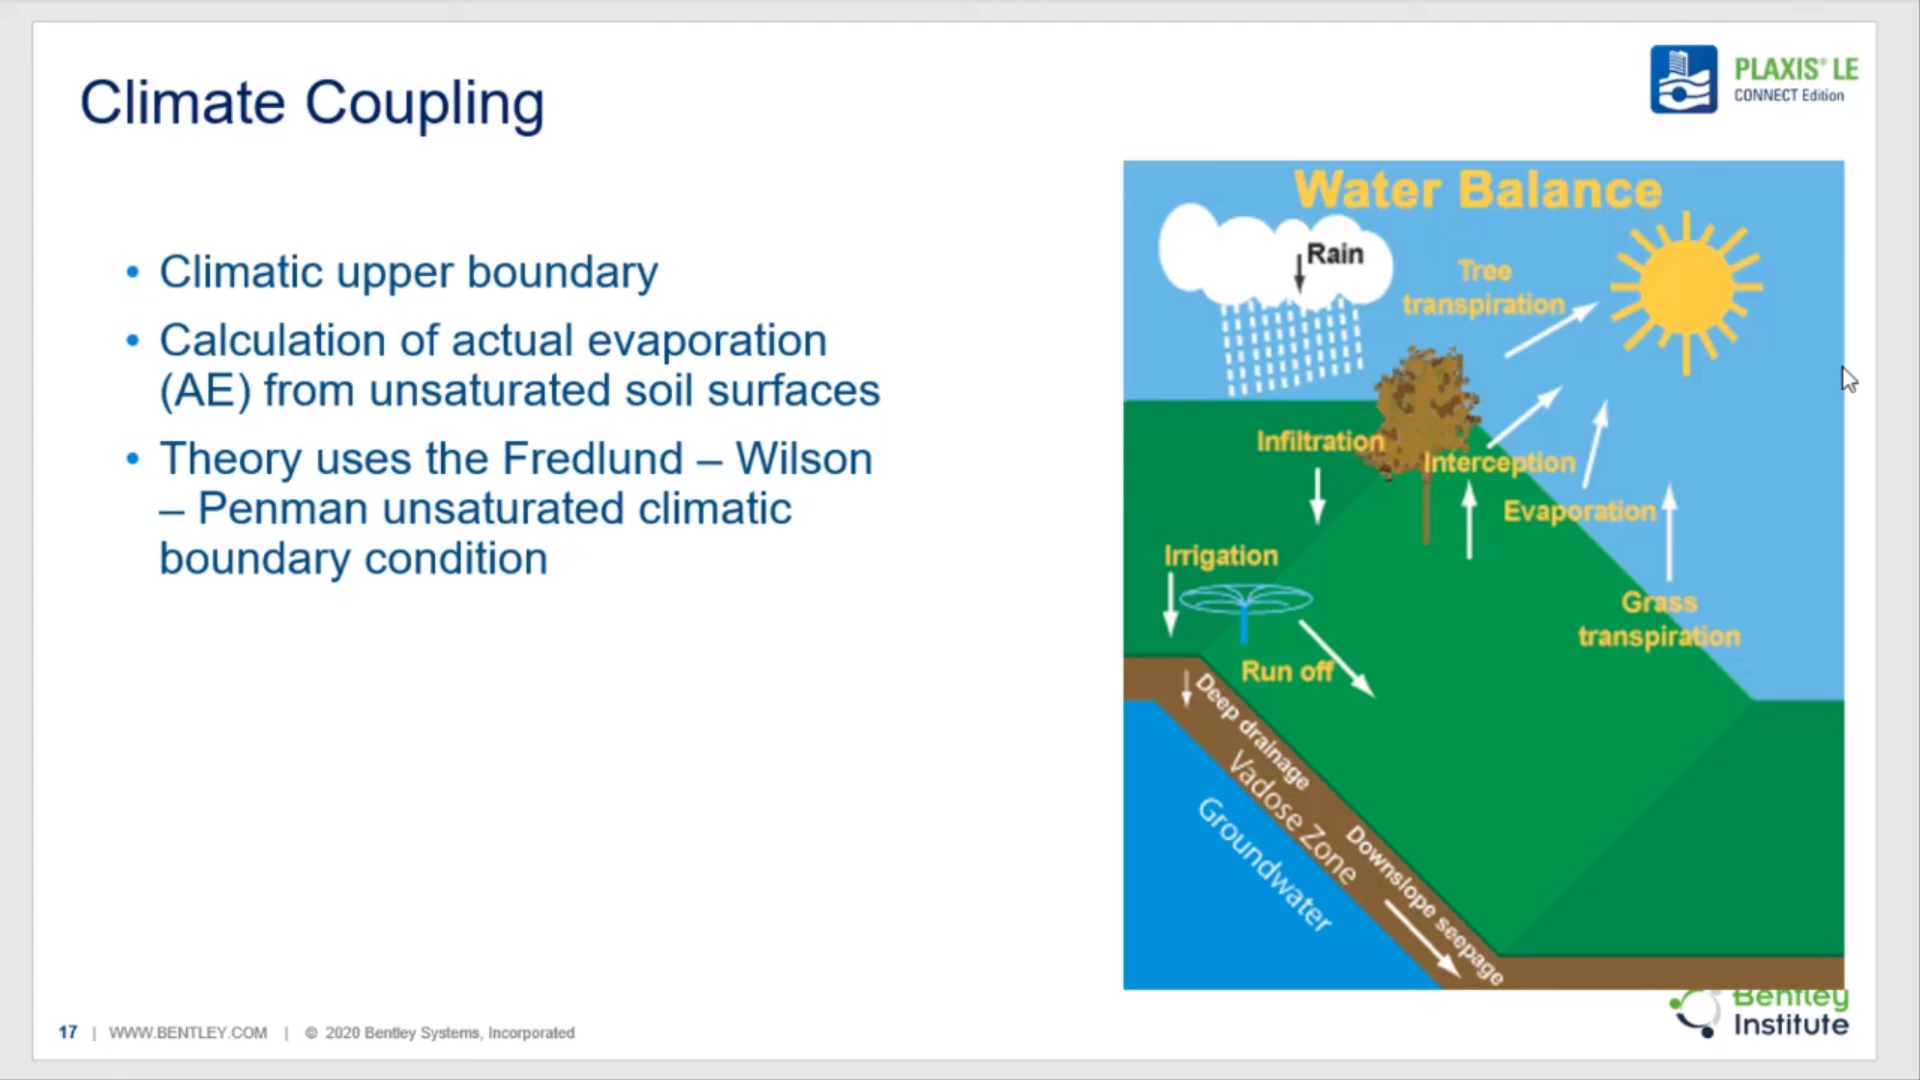 Climate Coupling
PLAXIS® LE
CONNECT Edition
• Climatic upper boundary
• Calculation of actual evaporation
(AE) from unsaturated soil surfaces
• Theory uses the Fredlund – Wilson
– Penman unsaturated climatic
boundary condition
Water Balance
Rain
Tree
transpiration
Infiltration
Interception
Evaporation
Irrigation
Grass
transpiration
Run off
Deep drainage
Vadose Zone
Groundwater
Downslope seepage
17 | WWW.BENTLEY.COM | © 2020 Bentley Systems, Incorporated
Bentley
Institute